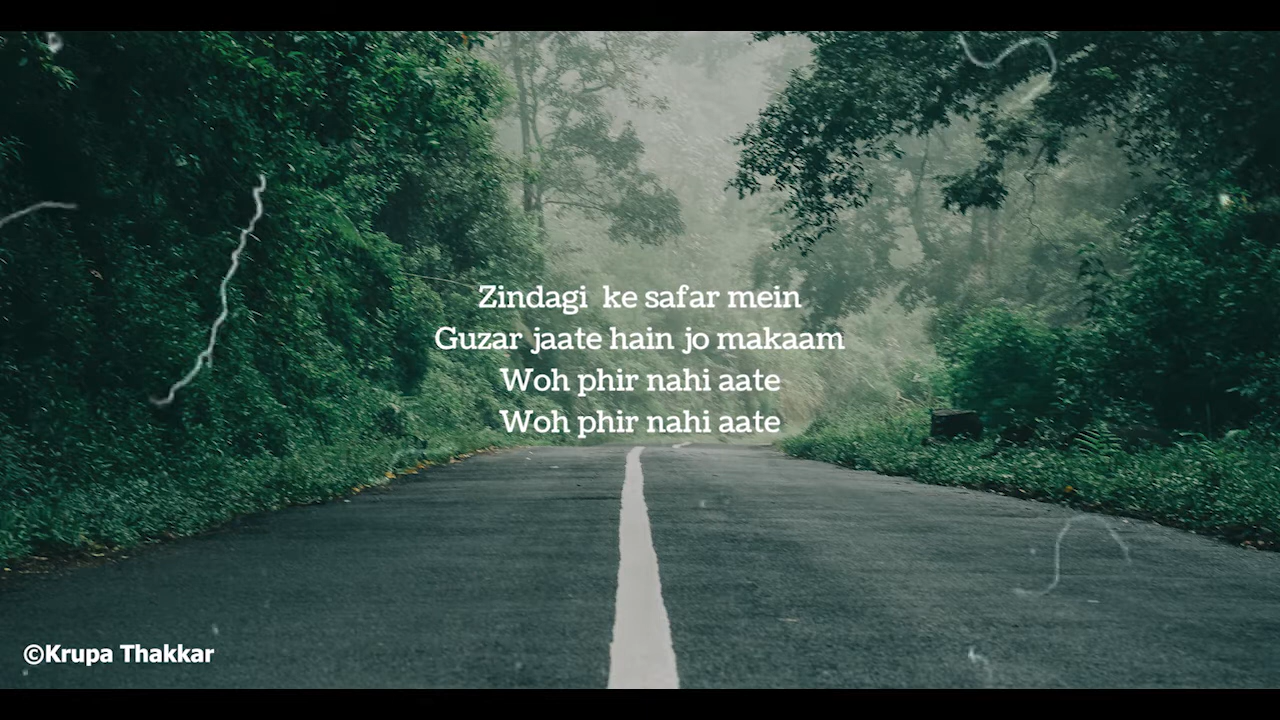 Zindagi  ke safar mein
Guzar jaate hain jo makaam
Woh phir nahi aate
Woh phir nahi aate
©Krupa Thakkar